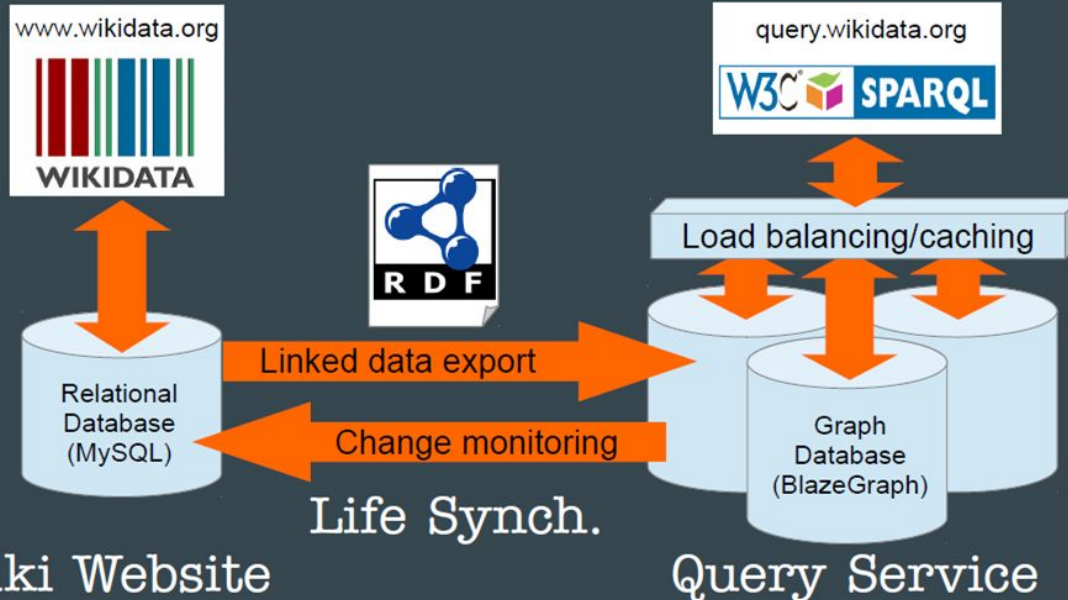 www.wikidata.org
WIKIDATA
query.wikidata.org
W3C® SPARQL
RDF
Load balancing/caching
Linked data export
Change monitoring
Relational
Database
(MySQL)
Graph
Database
(BlazeGraph)
Life Synch.
ki Website
Query Service